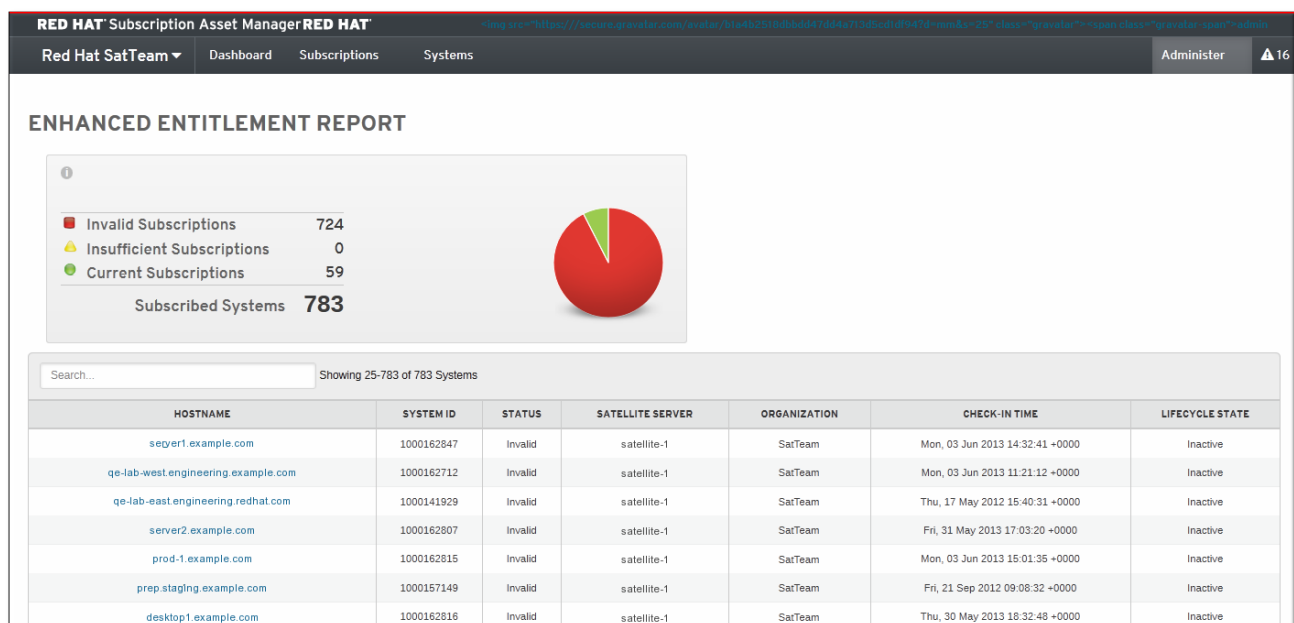 RED HAT Subscription Asset Manager RED HAT
Red Hat SatTeam Dashboard Subscriptions Systems Administer 16
ENHANCED ENTITLEMENT REPORT
Invalid Subscriptions 724
Insufficient Subscriptions 0
Current Subscriptions 59
Subscribed Systems 783
Search... Showing 25-783 of 783 Systems
HOSTNAME SYSTEM ID STATUS SATELLITE SERVER ORGANIZATION CHECK-IN TIME LIFECYCLE STATE
server1.example.com 1000162847 Invalid satellite-1 SatTeam Mon, 03 Jun 2013 14:32:41 +0000 Inactive
qe-lab-west.engineering.example.com 1000162712 Invalid satellite-1 SatTeam Mon, 03 Jun 2013 11:21:12 +0000 Inactive
qe-lab-east.engineering.redhat.com 1000141929 Invalid satellite-1 SatTeam Thu, 17 May 2012 15:40:31 +0000 Inactive
server2.example.com 1000162807 Invalid satellite-1 SatTeam Fri, 31 May 2013 17:03:20 +0000 Inactive
prod-1.example.com 1000162815 Invalid satellite-1 SatTeam Mon, 03 Jun 2013 15:01:35 +0000 Inactive
prep.stag1ng.example.com 1000157149 Invalid satellite-1 SatTeam Fri, 21 Sep 2012 09:08:32 +0000 Inactive
desktop1.example.com 1000162816 Invalid satellite-1 SatTeam Thu, 30 May 2013 18:32:48 +0000 Inactive